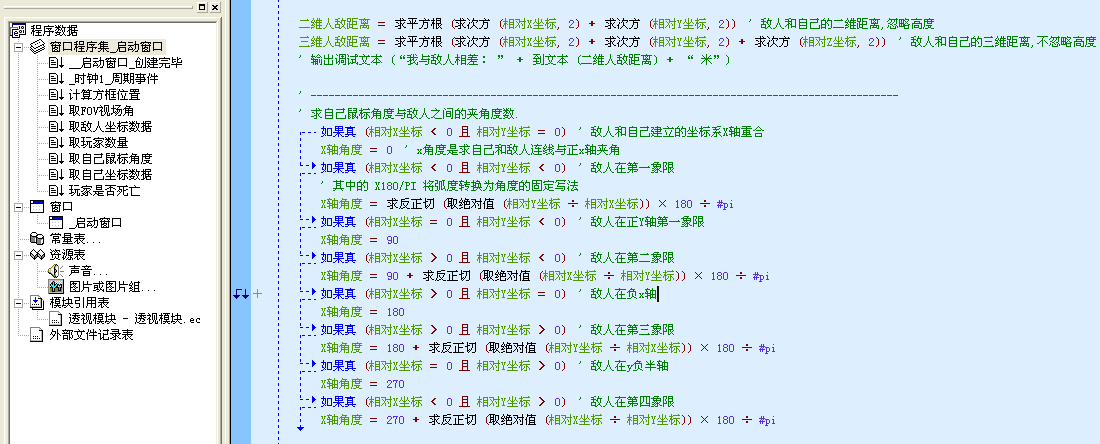 程序数据
窗口程序集_启动窗口
__启动窗口_创建完毕
_时钟1_周期事件
计算方框位置
取FOV视场角
取敌人坐标数据
取玩家数量
取自己鼠标角度
取自己坐标数据
玩家是否死亡
窗口
_启动窗口
常量表...
资源表
声音...
图片或图片组...
模块引用表
透视模块 - 透视模块.ec
外部文件记录表
二维人敌距离 = 求平方根 (求次方 (相对X坐标, 2) + 求次方 (相对Y坐标, 2)) ' 敌人和自己的二维距离,忽略高度
三维人敌距离 = 求平方根 (求次方 (相对X坐标, 2) + 求次方 (相对Y坐标, 2) + 求次方 (相对Z坐标, 2)) ' 敌人和自己的三维距离,不忽略高度
' 输出调试文本 (“我与敌人相差: ” + 到文本 (二维人敌距离) + “ 米”)
' ------------------------------------------------------------------------------------
' 求自己鼠标角度与敌人之间的夹角度数.
如果真 (相对X坐标 < 0 且 相对Y坐标 = 0) ' 敌人和自己建立的坐标系X轴重合
X轴角度 = 0 ' x角度是求自己和敌人连线与正x轴夹角
如果真 (相对X坐标 < 0 且 相对Y坐标 < 0) ' 敌人在第一象限
' 其中的 X180/PI 将弧度转换为角度的固定写法
X轴角度 = 求反正切 (取绝对值 (相对Y坐标 ÷ 相对X坐标)) × 180 ÷ #pi
如果真 (相对X坐标 = 0 且 相对Y坐标 < 0) ' 敌人在正Y轴第一象限
X轴角度 = 90
如果真 (相对X坐标 > 0 且 相对Y坐标 < 0) ' 敌人在第二象限
X轴角度 = 90 + 求反正切 (取绝对值 (相对X坐标 ÷ 相对Y坐标)) × 180 ÷ #pi
如果真 (相对X坐标 > 0 且 相对Y坐标 = 0) ' 敌人在负x轴
X轴角度 = 180
如果真 (相对X坐标 > 0 且 相对Y坐标 > 0) ' 敌人在第三象限
X轴角度 = 180 + 求反正切 (取绝对值 (相对Y坐标 ÷ 相对X坐标)) × 180 ÷ #pi
如果真 (相对X坐标 = 0 且 相对Y坐标 > 0) ' 敌人在y负半轴
X轴角度 = 270
如果真 (相对X坐标 < 0 且 相对Y坐标 > 0) ' 敌人在第四象限
X轴角度 = 270 + 求反正切 (取绝对值 (相对X坐标 ÷ 相对Y坐标)) × 180 ÷ #pi